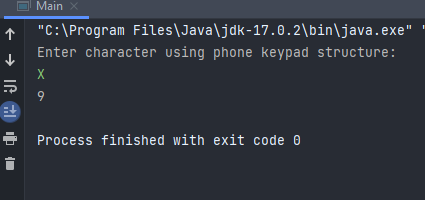 Main
"C:\Program Files\Java\jdk-17.0.2\bin\java.exe" "
Enter character using phone keypad structure:
X
9
Process finished with exit code 0